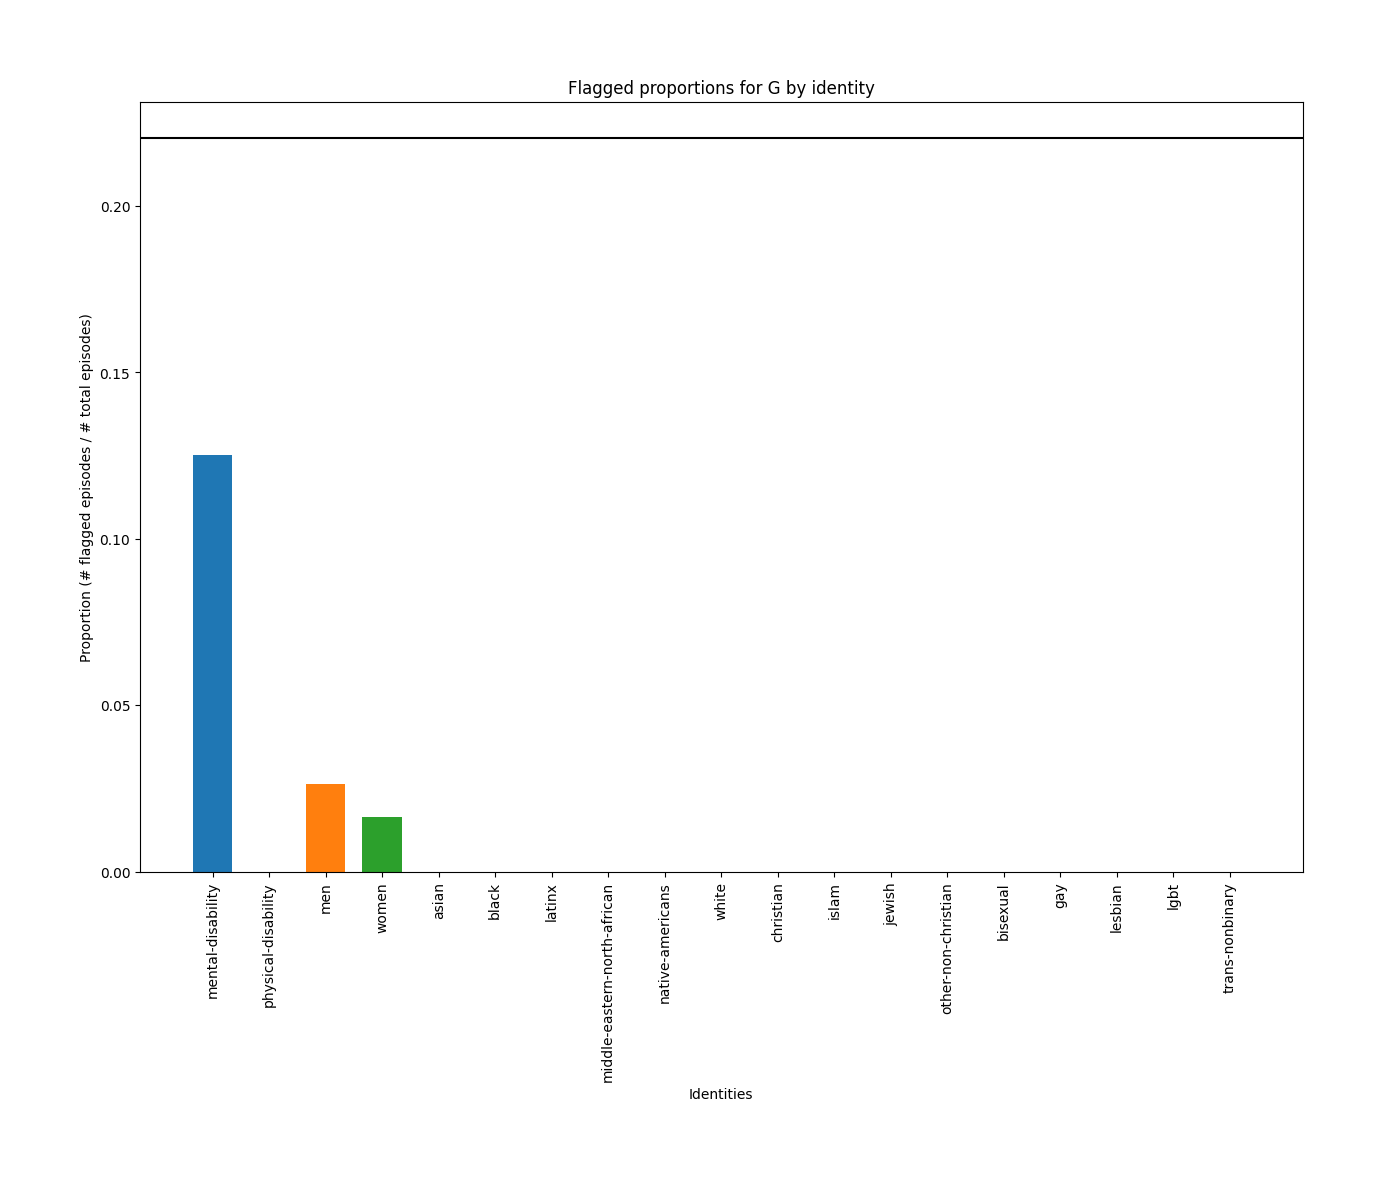 Flagged proportions for G by identity
Proportion (# flagged episodes / # total episodes)
0.20
0.15
0.10
0.05
0.00
mental-disability
physical-disability
men
women
asian
black
latinx
middle-eastern-north-african
native-americans
white
christian
islam
jewish
other-non-christian
bisexual
gay
lesbian
lgbt
trans-nonbinary
Identities